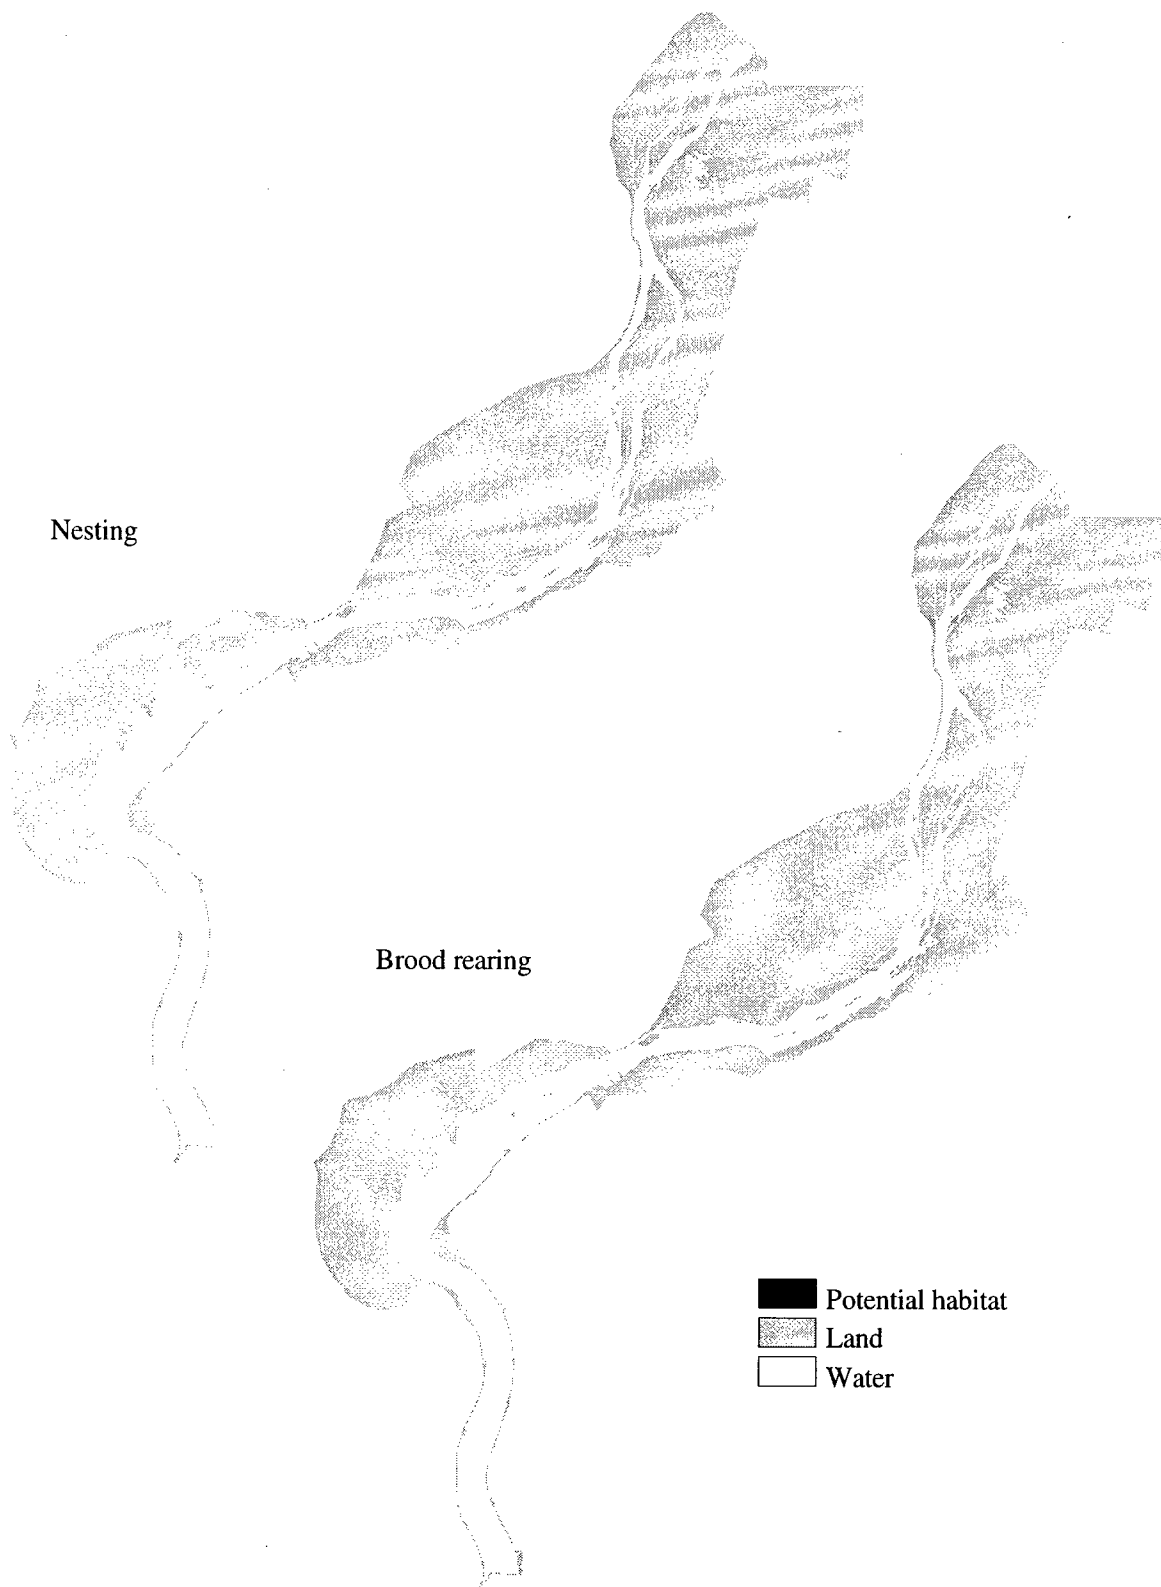 Nesting
Brood rearing
Potential habitat
Land
Water